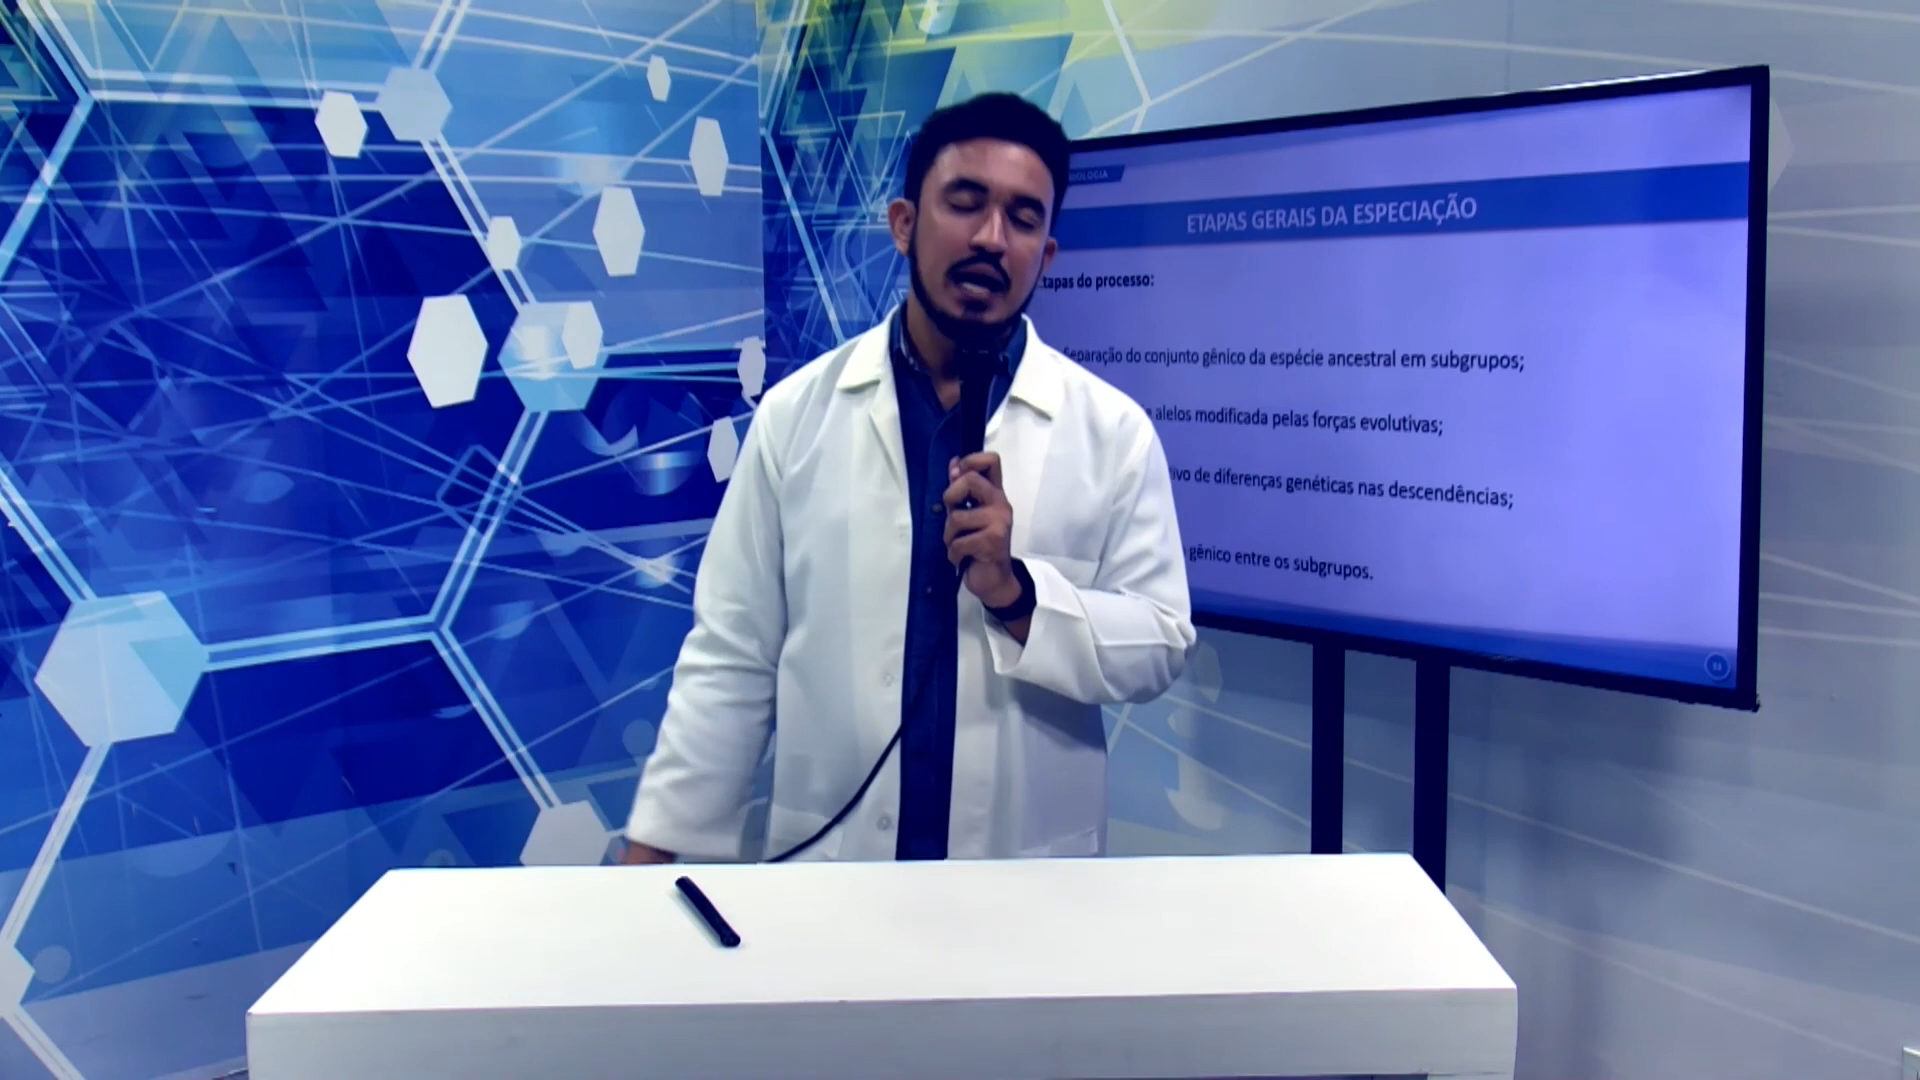 BIOLOGIA
ETAPAS GERAIS DA ESPECIAÇÃO
tapas do processo:
Separação do conjunto gênico da espécie ancestral em subgrupos;
alelos modificada pelas forças evolutivas;
ivo de diferenças genéticas nas descendências;
gênico entre os subgrupos.